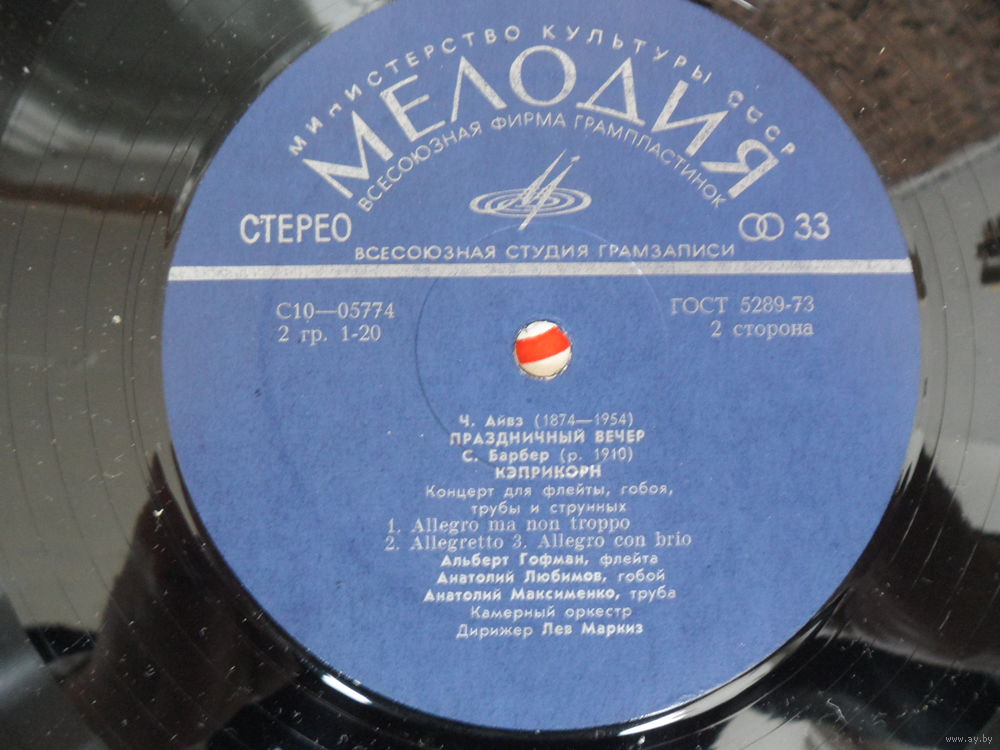 МИНИСТЕРСТВО КУЛЬТУРЫ СССР
МЕЛОДИЯ
ВСЕСОЮЗНАЯ ФИРМА ГРАМПЛАСТИНОК
СТЕРЕО
33
ВСЕСОЮЗНАЯ СТУДИЯ ГРАМЗАПИСИ
С10—05774
ГОСТ 5289-73
2 гр. 1-20
2 сторона
Ч. Айвз (1874—1954)
ПРАЗДНИЧНЫЙ ВЕЧЕР
С. Барбер (р. 1910)
КЭПРИКОРН
Концерт для флейты, гобоя,
трубы и струнных
1. Allegro ma non troppo
2. Allegretto 3. Allegro con brio
Альберт Гофман, флейта
Анатолий Любимов, гобой
Анатолий Максименко, труба
Камерный оркестр
Дирижер Лев Маркиз
www.ay.by